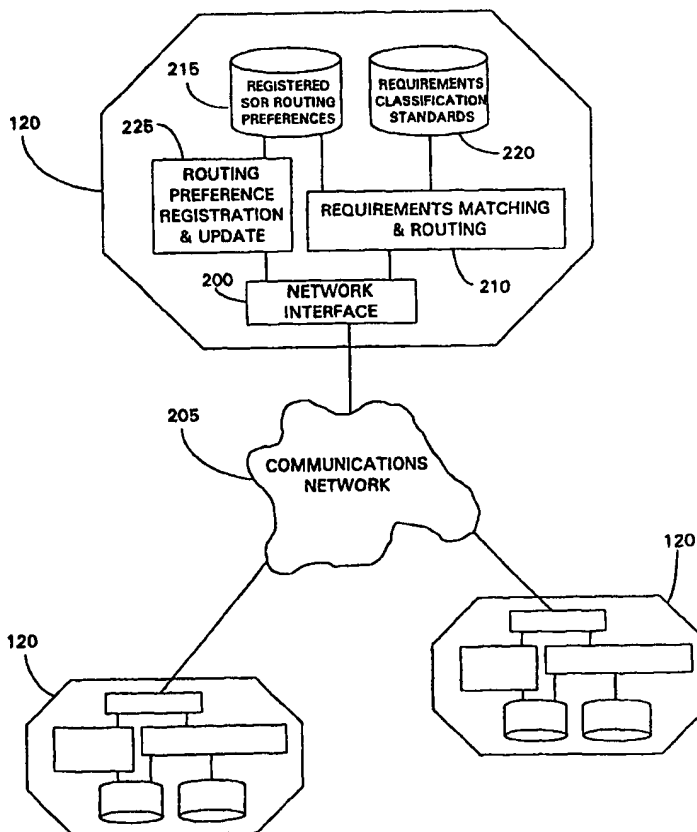 215
REGISTERED
SOR ROUTING
PREFERENCES
REQUIREMENTS
CLASSIFICATION
STANDARDS
120
225
220
ROUTING
PREFERENCE
REGISTRATION
& UPDATE
REQUIREMENTS MATCHING
& ROUTING
200
NETWORK
INTERFACE
210
205
COMMUNICATIONS
NETWORK
120
120